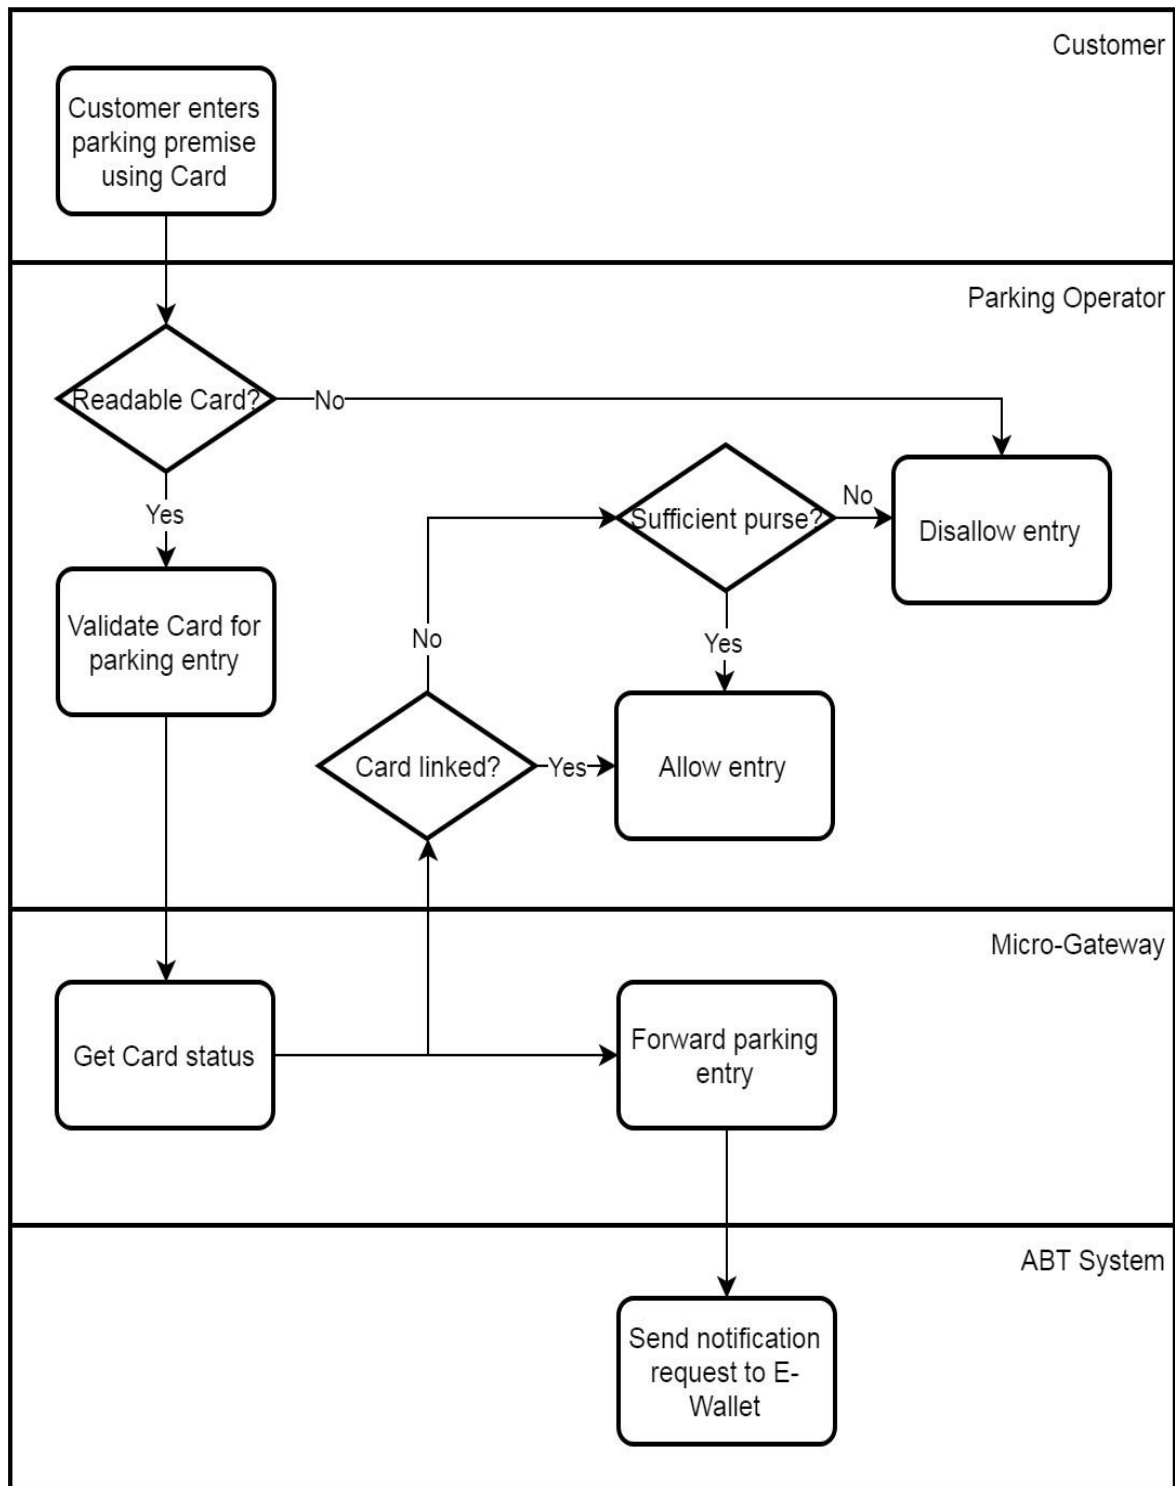 Customer
Customer enters
parking premise
using Card
Parking Operator
Readable Card?
No
Yes
Sufficient purse?
No
Disallow entry
Validate Card for
parking entry
No
Yes
Card linked?
Yes
Allow entry
Micro-Gateway
Get Card status
Forward parking
entry
ABT System
Send notification
request to E-
Wallet